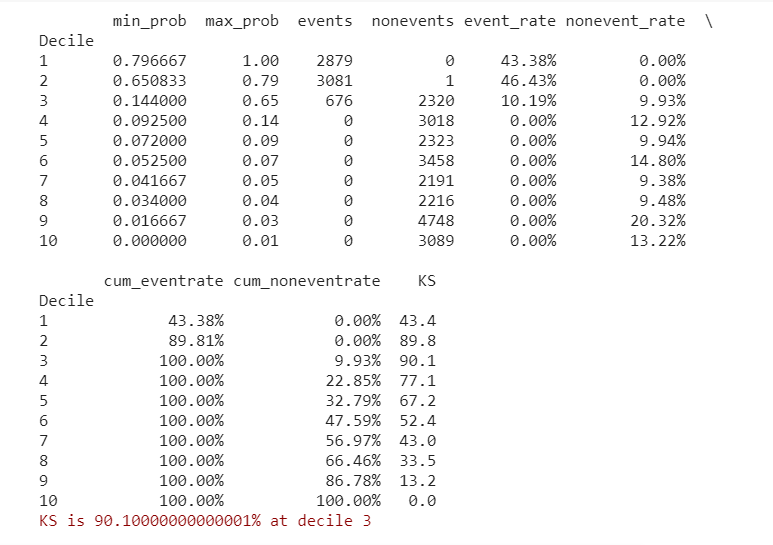 min_prob max_prob events nonevents event_rate nonevent_rate \
Decile
1 0.796667 1.00 2879 0 43.38% 0.00%
2 0.650833 0.79 3081 1 46.43% 0.00%
3 0.144000 0.65 676 2320 10.19% 9.93%
4 0.092500 0.14 0 3018 0.00% 12.92%
5 0.072000 0.09 0 2323 0.00% 9.94%
6 0.052500 0.07 0 3458 0.00% 14.80%
7 0.041667 0.05 0 2191 0.00% 9.38%
8 0.034000 0.04 0 2216 0.00% 9.48%
9 0.016667 0.03 0 4748 0.00% 20.32%
10 0.000000 0.01 0 3089 0.00% 13.22%
cum_eventrate cum_noneventrate KS
Decile
1 43.38% 0.00% 43.4
2 89.81% 0.00% 89.8
3 100.00% 9.93% 90.1
4 100.00% 22.85% 77.1
5 100.00% 32.79% 67.2
6 100.00% 47.59% 52.4
7 100.00% 56.97% 43.0
8 100.00% 66.46% 33.5
9 100.00% 86.78% 13.2
10 100.00% 100.00% 0.0
KS is 90.10000000000001% at decile 3